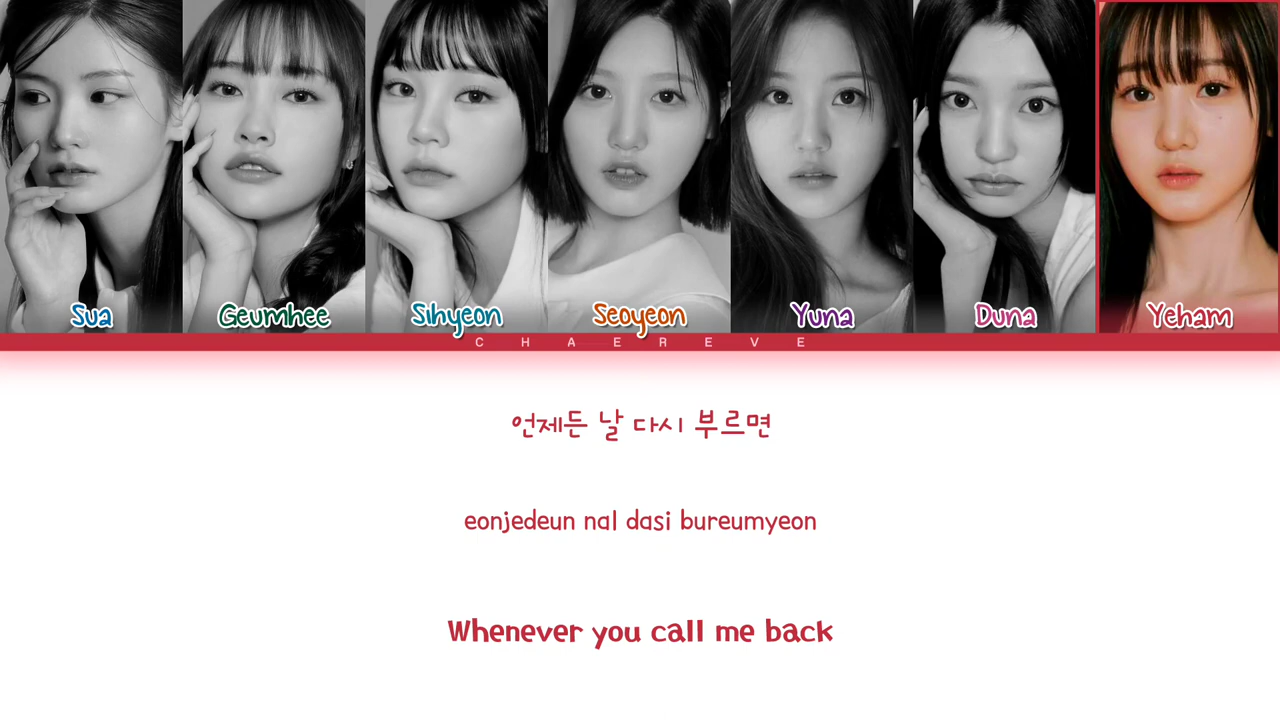 Sua
Geumhee
Sihyeon
Seoyeon
Yuna
Duna
Yeham
CHAEREVE
언제든 날 다시 부르면
eonjedeun nal dasi bureumyeon
Whenever you call me back